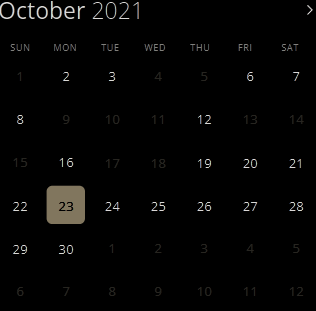 October 2021 >
SUN MON TUE WED THU FRI SAT
1 2 3 4 5 6 7
8 9 10 11 12 13 14
15 16 17 18 19 20 21
22 23 24 25 26 27 28
29 30 1 2 3 4 5
6 7 8 9 10 11 12